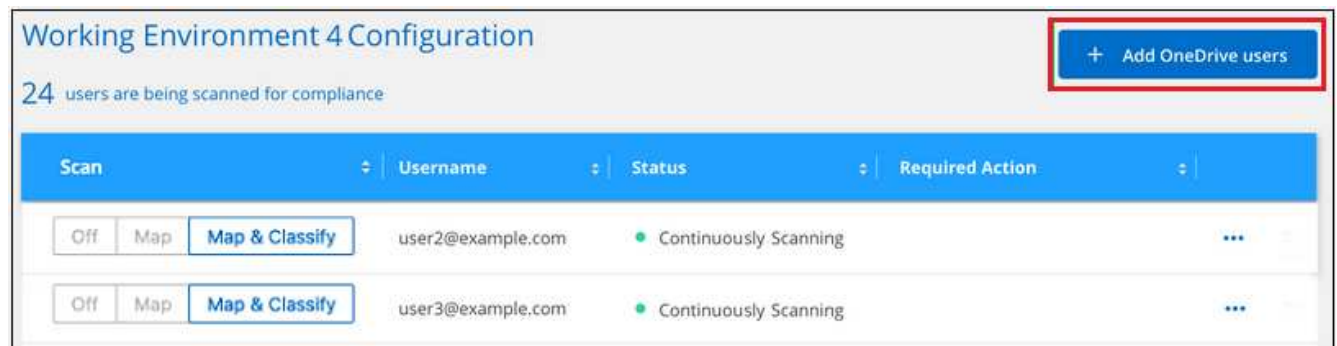 Working Environment 4 Configuration
+ Add OneDrive users
24 users are being scanned for compliance
Scan Username Status Required Action
Off Map Map & Classify user2@example.com Continuously Scanning ...
Off Map Map & Classify user3@example.com Continuously Scanning ...